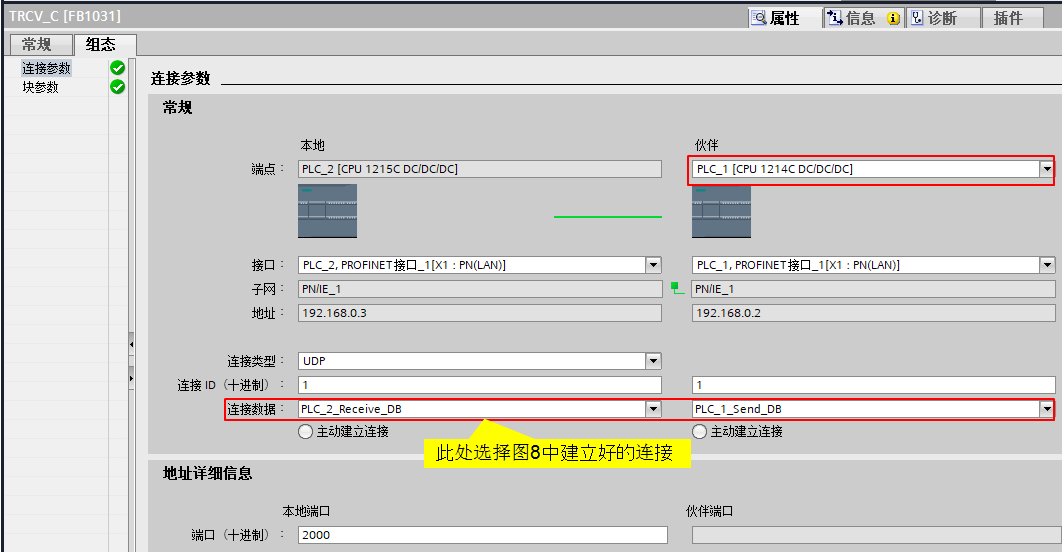 TRCV_C [FB1031]
属性 信息 诊断 插件
常规 组态
连接参数
块参数
连接参数
常规
本地 伙伴
端点： PLC_2 [CPU 1215C DC/DC/DC] PLC_1 [CPU 1214C DC/DC/DC]
接口： PLC_2, PROFINET接口_1[X1 : PN(LAN)] PLC_1, PROFINET接口_1[X1 : PN(LAN)]
子网： PN/IE_1 PN/IE_1
地址： 192.168.0.3 192.168.0.2
连接类型： UDP
连接 ID（十进制）： 1 1
连接数据： PLC_2_Receive_DB PLC_1_Send_DB
主动建立连接 主动建立连接
此处选择图8中建立好的连接
地址详细信息
本地端口 伙伴端口
端口（十进制）： 2000